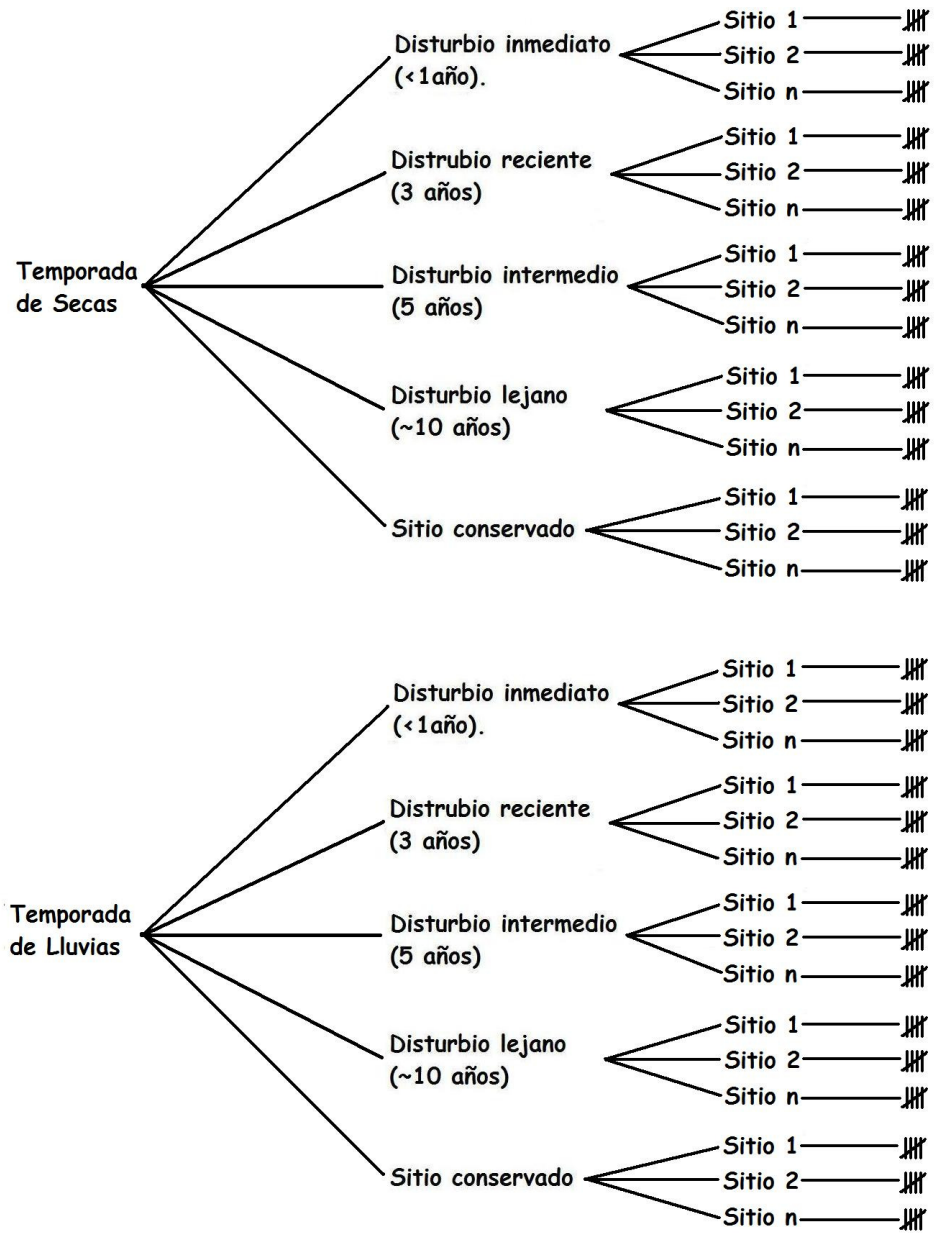 Temporada
de Secas
Disturbio inmediato
(<1año).
Sitio 1
Sitio 2
Sitio n
Distrubio reciente
(3 años)
Sitio 1
Sitio 2
Sitio n
Disturbio intermedio
(5 años)
Sitio 1
Sitio 2
Sitio n
Disturbio lejano
(~10 años)
Sitio 1
Sitio 2
Sitio n
Sitio conservado
Sitio 1
Sitio 2
Sitio n
Temporada
de Lluvias
Disturbio inmediato
(<1año).
Sitio 1
Sitio 2
Sitio n
Distrubio reciente
(3 años)
Sitio 1
Sitio 2
Sitio n
Disturbio intermedio
(5 años)
Sitio 1
Sitio 2
Sitio n
Disturbio lejano
(~10 años)
Sitio 1
Sitio 2
Sitio n
Sitio conservado
Sitio 1
Sitio 2
Sitio n